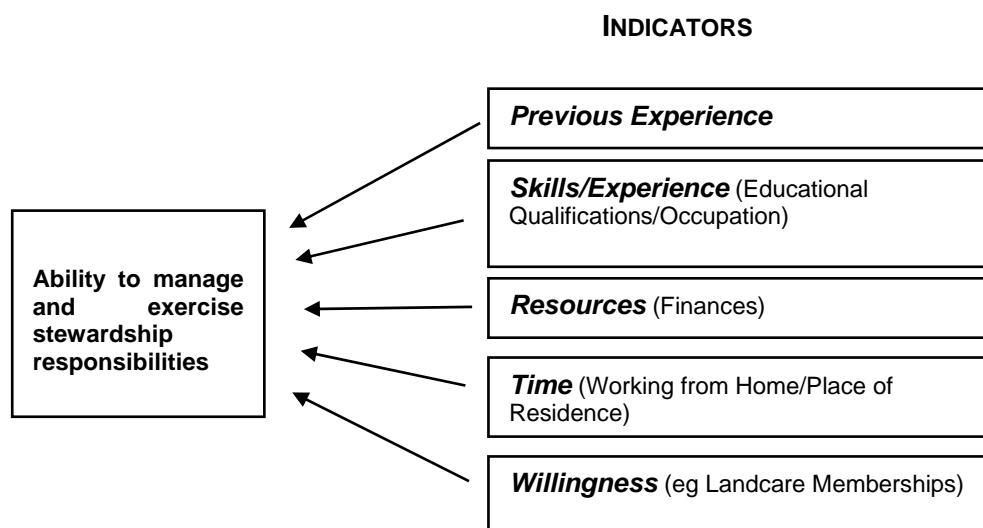 INDICATORS
Previous Experience
Skills/Experience (Educational
Qualifications/Occupation)
Ability to manage
and exercise
stewardship
responsibilities
Resources (Finances)
Time (Working from Home/Place of
Residence)
Willingness (eg Landcare Memberships)